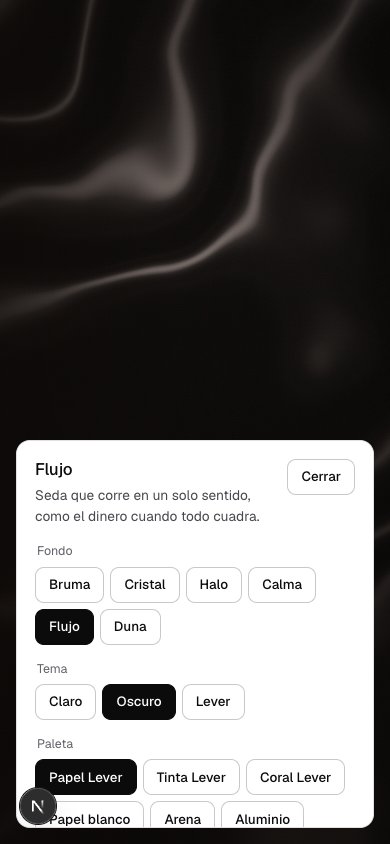 Flujo
Cerrar
Seda que corre en un solo sentido,
como el dinero cuando todo cuadra.
Fondo
Bruma Cristal Halo Calma
Flujo Duna
Tema
Claro Oscuro Lever
Paleta
Papel Lever Tinta Lever Coral Lever
N
Papel blanco Arena Aluminio